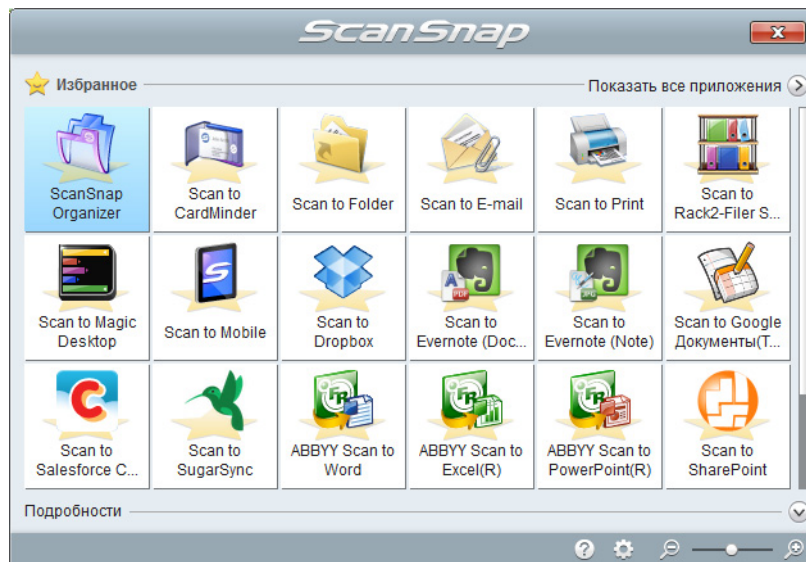 ScanSnap
Избранное
Показать все приложения
ScanSnap
Organizer
Scan to
CardMinder
Scan to Folder
Scan to E-mail
Scan to Print
Scan to
Rack2-Filer S...
Scan to Magic
Desktop
Scan to Mobile
Scan to
Dropbox
Scan to
Evernote (Doc...
Scan to
Evernote (Note)
Scan to Google
Документы(Т...
Scan to
Salesforce C...
Scan to
SugarSync
ABBYY Scan to
Word
ABBYY Scan to
Excel(R)
ABBYY Scan to
PowerPoint(R)
Scan to
SharePoint
Подробности